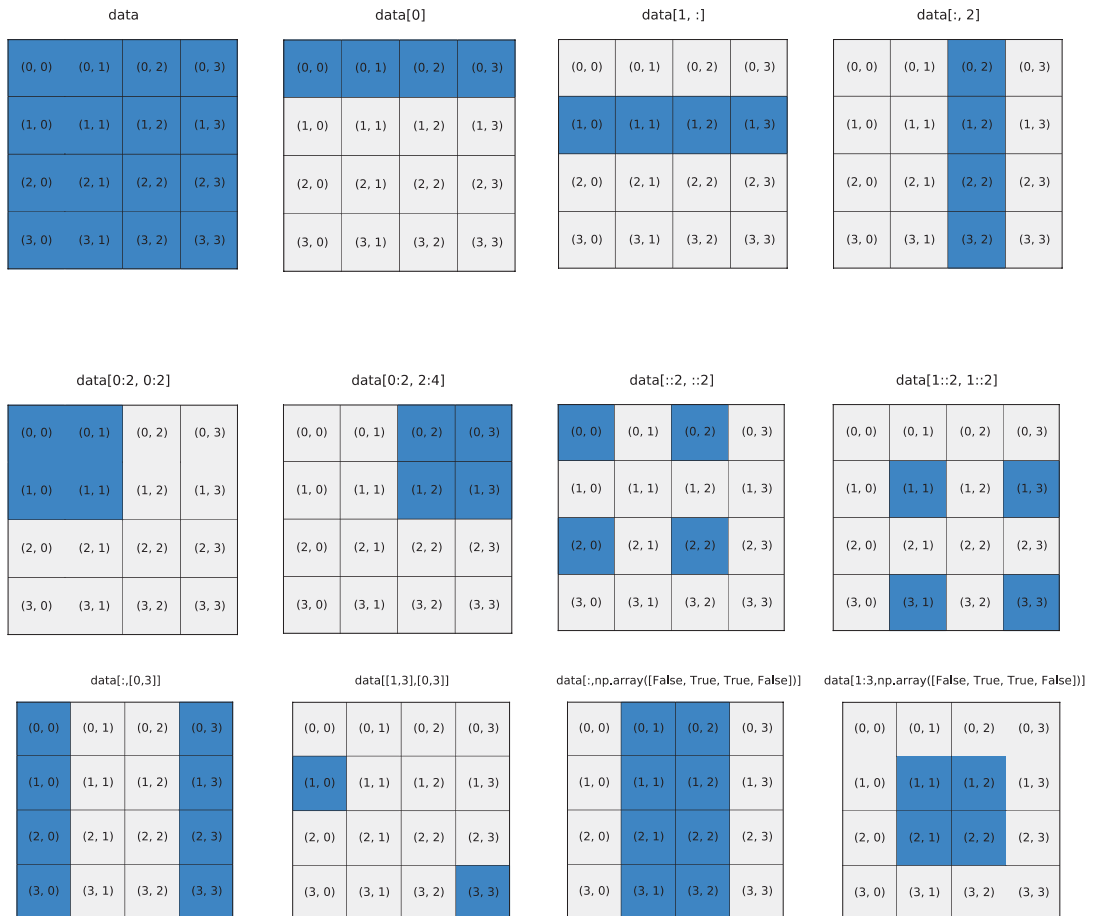 data data[0] data[1, :] data[:, 2]
(0, 0) (0, 1) (0, 2) (0, 3) (0, 0) (0, 1) (0, 2) (0, 3) (0, 0) (0, 1) (0, 2) (0, 3) (0, 0) (0, 1) (0, 2) (0, 3)
(1, 0) (1, 1) (1, 2) (1, 3) (1, 0) (1, 1) (1, 2) (1, 3) (1, 0) (1, 1) (1, 2) (1, 3) (1, 0) (1, 1) (1, 2) (1, 3)
(2, 0) (2, 1) (2, 2) (2, 3) (2, 0) (2, 1) (2, 2) (2, 3) (2, 0) (2, 1) (2, 2) (2, 3) (2, 0) (2, 1) (2, 2) (2, 3)
(3, 0) (3, 1) (3, 2) (3, 3) (3, 0) (3, 1) (3, 2) (3, 3) (3, 0) (3, 1) (3, 2) (3, 3) (3, 0) (3, 1) (3, 2) (3, 3)
data[0:2, 0:2] data[0:2, 2:4] data[::2, ::2] data[1::2, 1::2]
(0, 0) (0, 1) (0, 2) (0, 3) (0, 0) (0, 1) (0, 2) (0, 3) (0, 0) (0, 1) (0, 2) (0, 3) (0, 0) (0, 1) (0, 2) (0, 3)
(1, 0) (1, 1) (1, 2) (1, 3) (1, 0) (1, 1) (1, 2) (1, 3) (1, 0) (1, 1) (1, 2) (1, 3) (1, 0) (1, 1) (1, 2) (1, 3)
(2, 0) (2, 1) (2, 2) (2, 3) (2, 0) (2, 1) (2, 2) (2, 3) (2, 0) (2, 1) (2, 2) (2, 3) (2, 0) (2, 1) (2, 2) (2, 3)
(3, 0) (3, 1) (3, 2) (3, 3) (3, 0) (3, 1) (3, 2) (3, 3) (3, 0) (3, 1) (3, 2) (3, 3) (3, 0) (3, 1) (3, 2) (3, 3)
data[:,[0,3]] data[[1,3],[0,3]] data[:,np.array([False, True, True, False])] data[1:3,np.array([False, True, True, False])]
(0, 0) (0, 1) (0, 2) (0, 3) (0, 0) (0, 1) (0, 2) (0, 3) (0, 0) (0, 1) (0, 2) (0, 3) (0, 0) (0, 1) (0, 2) (0, 3)
(1, 0) (1, 1) (1, 2) (1, 3) (1, 0) (1, 1) (1, 2) (1, 3) (1, 0) (1, 1) (1, 2) (1, 3) (1, 0) (1, 1) (1, 2) (1, 3)
(2, 0) (2, 1) (2, 2) (2, 3) (2, 0) (2, 1) (2, 2) (2, 3) (2, 0) (2, 1) (2, 2) (2, 3) (2, 0) (2, 1) (2, 2) (2, 3)
(3, 0) (3, 1) (3, 2) (3, 3) (3, 0) (3, 1) (3, 2) (3, 3) (3, 0) (3, 1) (3, 2) (3, 3) (3, 0) (3, 1) (3, 2) (3, 3)